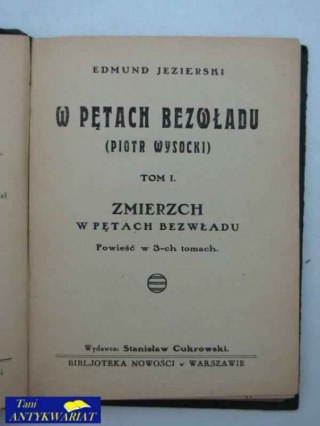 EDMUND JEZIERSKI
W PĘTACH BEZWŁADU
(PIOTR WYSOCKI)
TOM I.
ZMIERZCH
W PĘTACH BEZWŁADU
Powieść w 3-ch tomach.
Wydawca: Stanisław Cukrowski.
BIBLJOTEKA NOWOŚCI w WARSZAWIE
Tani
ANTYKWARIAT